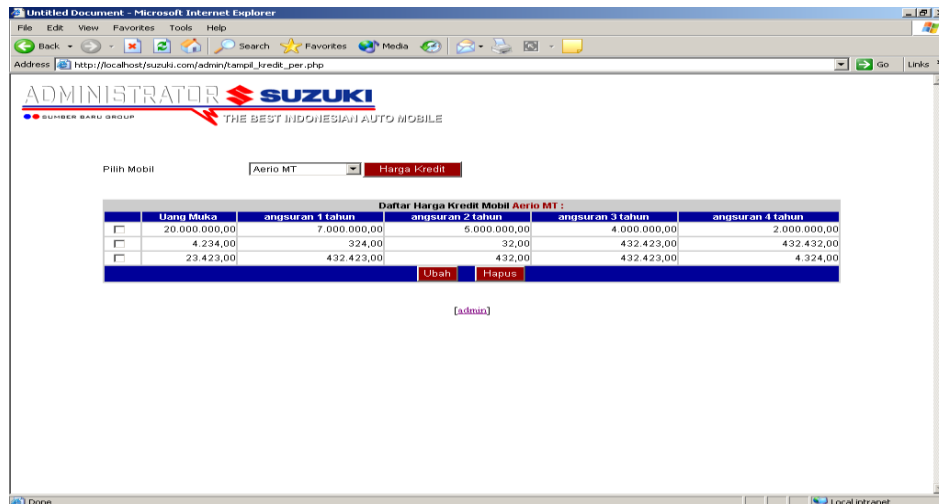 Untitled Document - Microsoft Internet Explorer
File Edit View Favorites Tools Help
Back Search Favorites Media
Address http://localhost/suzuki.com/admin/tampil_kredit_per.php Go Links
ADMINISTRATOR SUZUKI
SUMBER BARU GROUP THE BEST INDONESIAN AUTO MOBILE
Pilih Mobil Aerio MT Harga Kredit
Daftar Harga Kredit Mobil Aerio MT :
Uang Muka angsuran 1 tahun angsuran 2 tahun angsuran 3 tahun angsuran 4 tahun
20.000.000,00 7.000.000,00 5.000.000,00 4.000.000,00 2.000.000,00
4.234,00 324,00 32,00 432.423,00 432.432,00
23.423,00 432.423,00 432,00 432.423,00 4.324,00
Ubah Hapus
[admin]
Done Local intranet